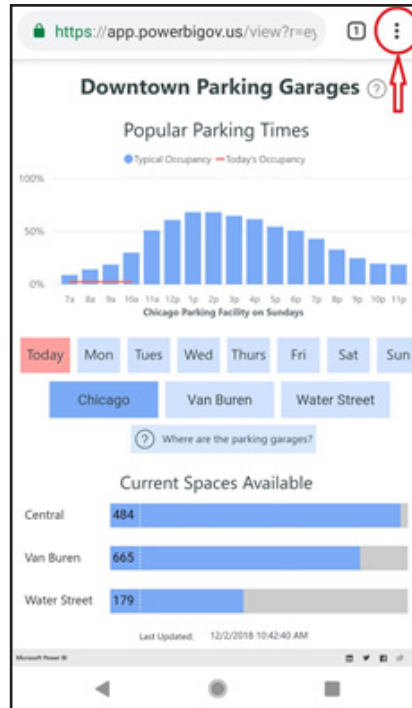 https://app.powerbigov.us/view?r=ey
1
Downtown Parking Garages ?
Popular Parking Times
Typical Occupancy Today's Occupancy
100%
50%
0%
7a 8a 9a 10a 11a 12p 1p 2p 3p 4p 5p 6p 7p 8p 9p 10p 11p
Chicago Parking Facility on Sundays
Today Mon Tues Wed Thurs Fri Sat Sun
Chicago Van Buren Water Street
? Where are the parking garages?
Current Spaces Available
Central 484
Van Buren 665
Water Street 179
Last Updated: 12/2/2018 10:42:40 AM
Microsoft Power BI